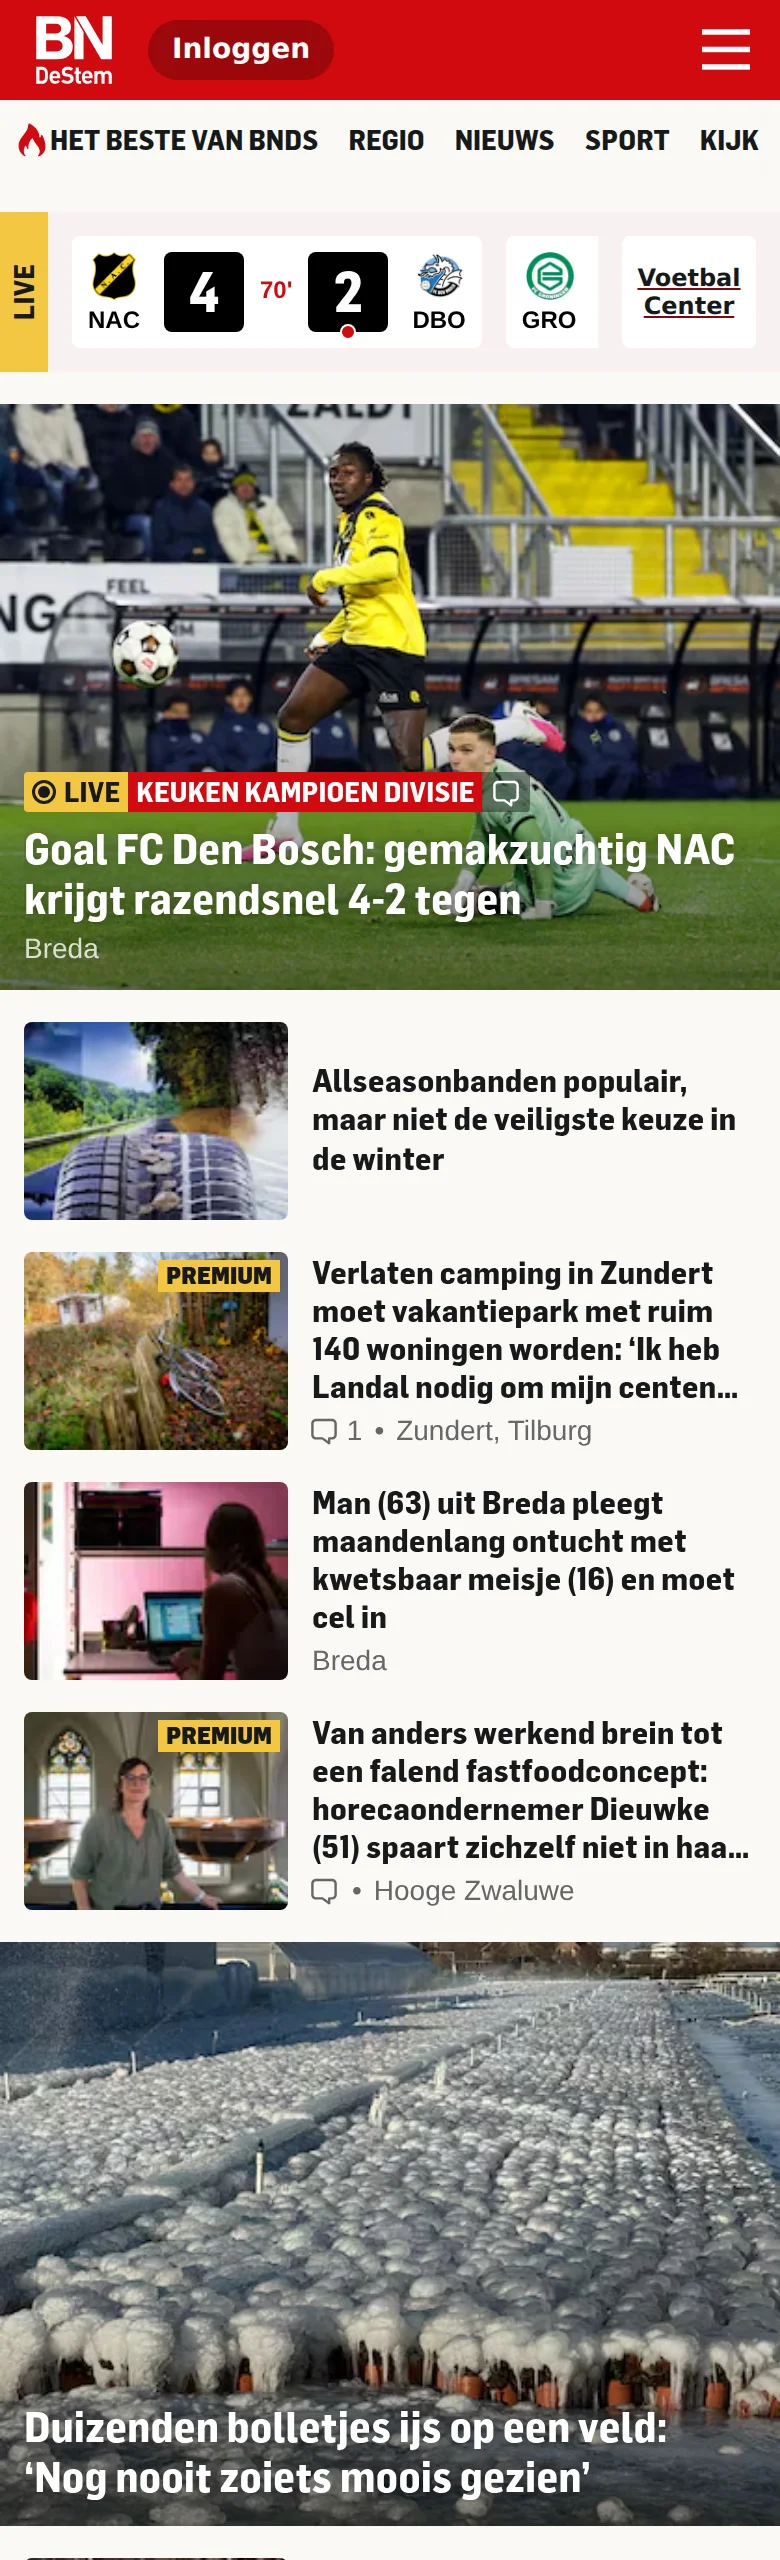 BN
DeStem
Inloggen
HET BESTE VAN BNDS REGIO NIEUWS SPORT KIJK
LIVE
NAC 4 70' 2 DBO
GRO
Voetbal
Center
FEEL
LIVE KEUKEN KAMPIOEN DIVISIE
Goal FC Den Bosch: gemakzuchtig NAC
krijgt razendsnel 4-2 tegen
Breda
Allseasonbanden populair,
maar niet de veiligste keuze in
de winter
PREMIUM
Verlaten camping in Zundert
moet vakantiepark met ruim
140 woningen worden: ‘Ik heb
Landal nodig om mijn centen...
1 • Zundert, Tilburg
Man (63) uit Breda pleegt
maandenlang ontucht met
kwetsbaar meisje (16) en moet
cel in
Breda
PREMIUM
Van anders werkend brein tot
een falend fastfoodconcept:
horecaondernemer Dieuwke
(51) spaart zichzelf niet in haa...
• Hooge Zwaluwe
Duizenden bolletjes ijs op een veld:
‘Nog nooit zoiets moois gezien’